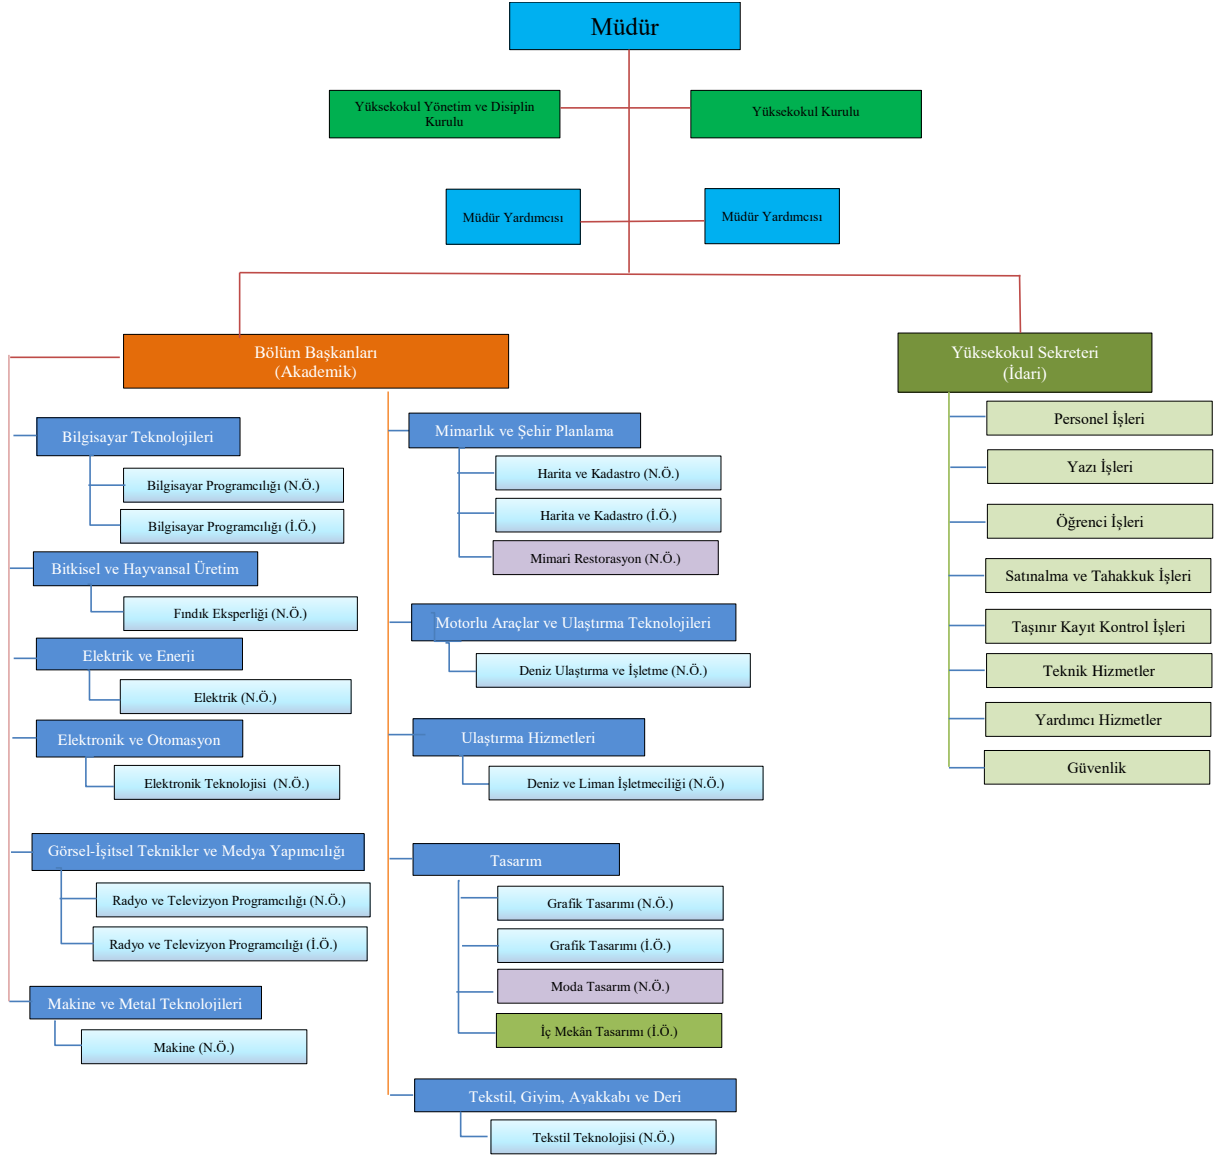 Müdür
Yüksekokul Yönetim ve Disiplin
Kurulu
Yüksekokul Kurulu
Müdür Yardımcısı
Müdür Yardımcısı
Bölüm Başkanları
(Akademik)
Yüksekokul Sekreteri
(İdari)
Bilgisayar Teknolojileri
Bilgisayar Programcılığı (N.Ö.)
Bilgisayar Programcılığı (İ.Ö.)
Bitkisel ve Hayvansal Üretim
Fındık Eksperliği (N.Ö.)
Elektrik ve Enerji
Elektrik (N.Ö.)
Elektronik ve Otomasyon
Elektronik Teknolojisi (N.Ö.)
Görsel-İşitsel Teknikler ve Medya Yapımcılığı
Radyo ve Televizyon Programcılığı (N.Ö.)
Radyo ve Televizyon Programcılığı (İ.Ö.)
Makine ve Metal Teknolojileri
Makine (N.Ö.)
Mimarlık ve Şehir Planlama
Harita ve Kadastro (N.Ö.)
Harita ve Kadastro (İ.Ö.)
Mimari Restorasyon (N.Ö.)
Motorlu Araçlar ve Ulaştırma Teknolojileri
Deniz Ulaştırma ve İşletme (N.Ö.)
Ulaştırma Hizmetleri
Deniz ve Liman İşletmeciliği (N.Ö.)
Tasarım
Grafik Tasarımı (N.Ö.)
Grafik Tasarımı (İ.Ö.)
Moda Tasarım (N.Ö.)
İç Mekân Tasarımı (İ.Ö.)
Tekstil, Giyim, Ayakkabı ve Deri
Tekstil Teknolojisi (N.Ö.)
Personel İşleri
Yazı İşleri
Öğrenci İşleri
Satınalma ve Tahakkuk İşleri
Taşınır Kayıt Kontrol İşleri
Teknik Hizmetler
Yardımcı Hizmetler
Güvenlik